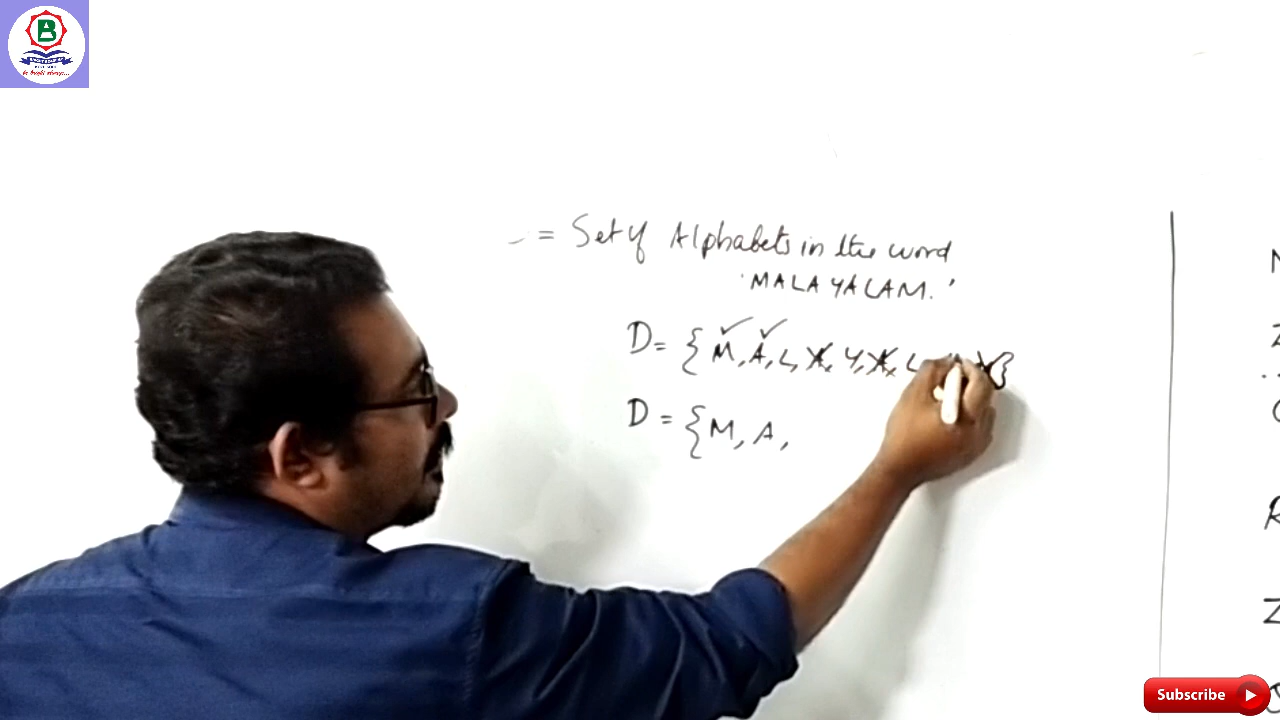 B
= Set of Alphabets in the word
'MALAYALAM.'
D = { M, A, L, A, Y, A, L }
D = { M, A,
Subscribe